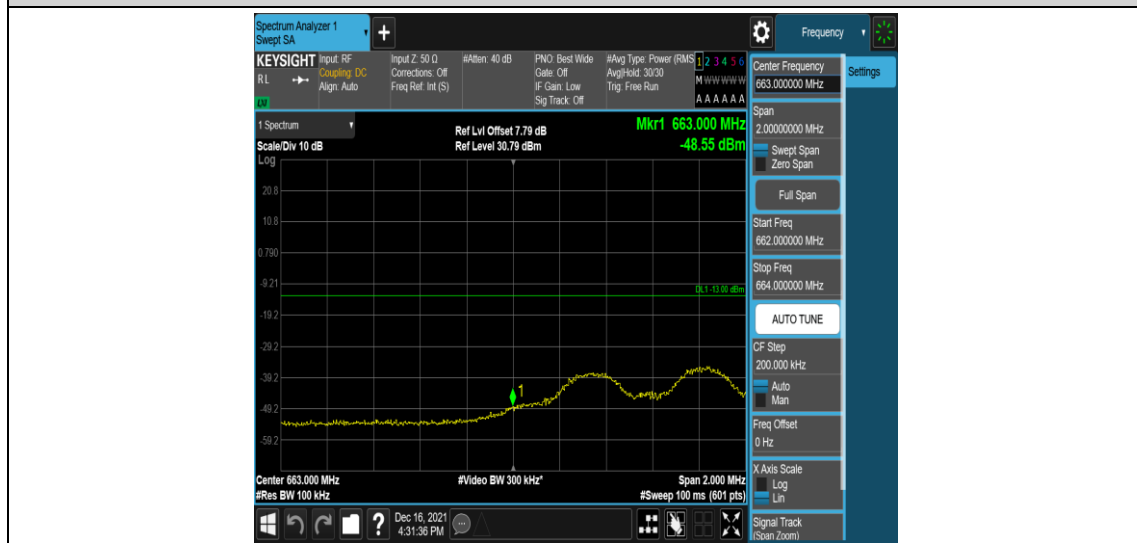 Spectrum Analyzer 1
Swept SA
+
Frequency
KEYSIGHT
RL
LXI
Input: RF
Coupling: DC
Align: Auto
Input Z: 50 Ω
Corrections: Off
Freq Ref: Int (S)
#Atten: 40 dB
PNO: Best Wide
Gate: Off
IF Gain: Low
Sig Track: Off
#Avg Type: Power (RMS
Avg|Hold: 30/30
Trig: Free Run
1 2 3 4 5 6
M W W W W W
A A A A A A
Center Frequency
663.000000 MHz
Settings
1 Spectrum
Ref Lvl Offset 7.79 dB
Mkr1 663.000 MHz
Scale/Div 10 dB
Ref Level 30.79 dBm
-48.55 dBm
Log
20.8
10.8
0.790
-9.21
DL1 -13.00 dBm
-19.2
-29.2
-39.2
1
-49.2
-59.2
Center 663.000 MHz
#Video BW 300 kHz*
Span 2.000 MHz
#Res BW 100 kHz
#Sweep 100 ms (601 pts)
Span
2.00000000 MHz
Swept Span
Zero Span
Full Span
Start Freq
662.000000 MHz
Stop Freq
664.000000 MHz
AUTO TUNE
CF Step
200.000 kHz
Auto
Man
Freq Offset
0 Hz
X Axis Scale
Log
Lin
Signal Track
(Span Zoom)
?
Dec 16, 2021
4:31:36 PM